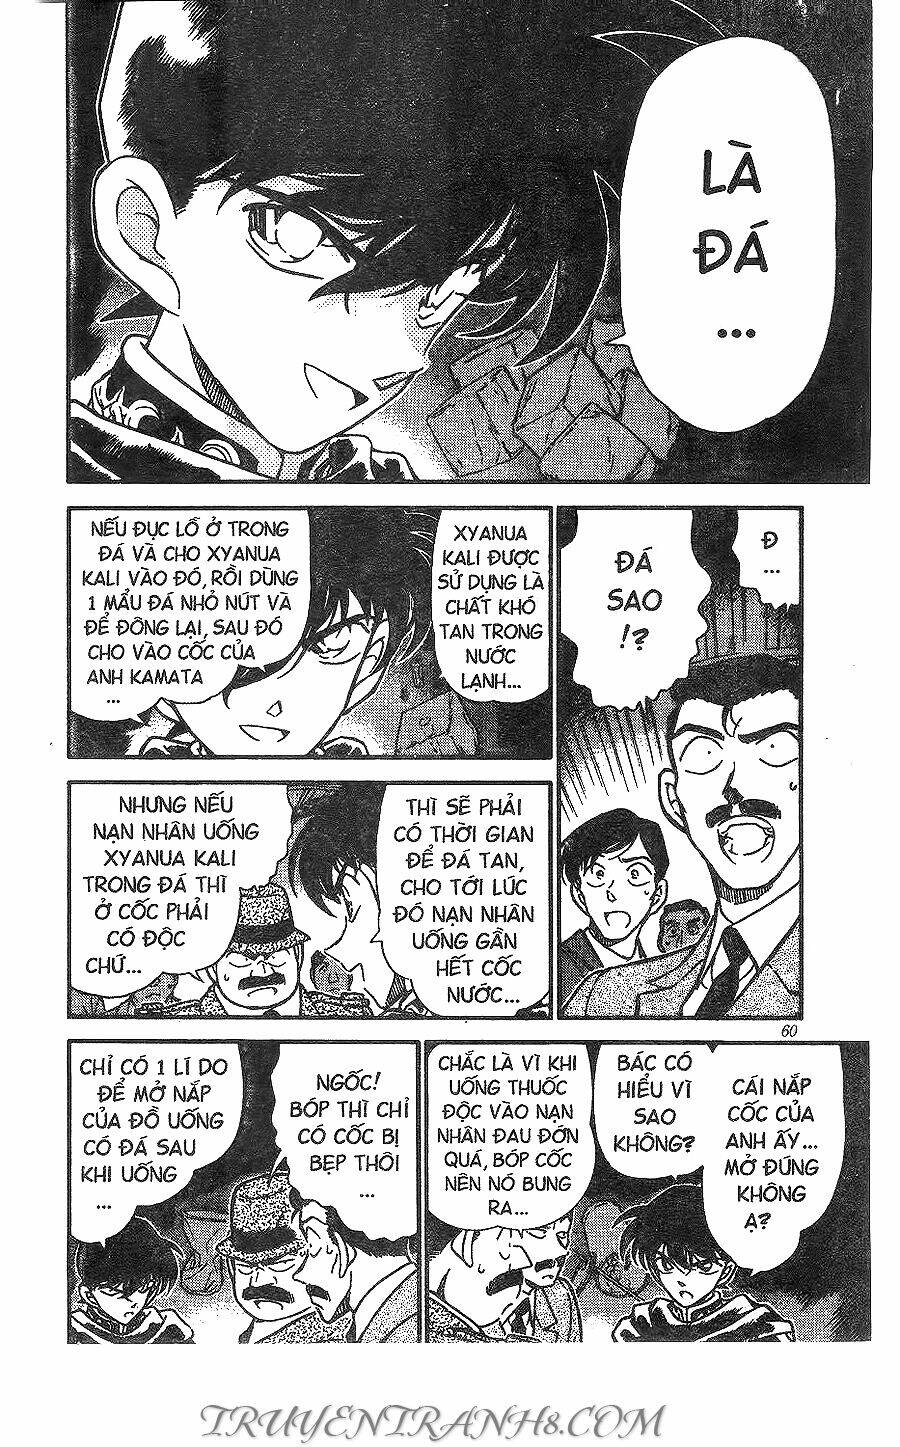 LÀ
ĐÁ
...
Đ
...
ĐÁ
SAO
!?
XYANUA
KALI ĐƯỢC
SỬ DỤNG LÀ
CHẤT KHÓ
TAN TRONG
NƯỚC
LẠNH...
NẾU ĐỤC LỖ Ở TRONG
ĐÁ VÀ CHO XYANUA
KALI VÀO ĐÓ, RỒI DÙNG
1 MẨU ĐÁ NHỎ NÚT VÀ
ĐỂ ĐÔNG LẠI, SAU ĐÓ
CHO VÀO CỐC CỦA
ANH KAMATA
...
THÌ SẼ PHẢI
CÓ THỜI GIAN
ĐỂ ĐÁ TAN,
CHO TỚI LÚC
ĐÓ NẠN NHÂN
UỐNG GẦN
HẾT CỐC
NƯỚC...
NHƯNG NẾU
NẠN NHÂN UỐNG
XYANUA KALI
TRONG ĐÁ THÌ
Ở CỐC PHẢI
CÓ ĐỘC
CHỨ...
60
CÁI NẮP
CỐC CỦA
ANH ẤY...
MỞ ĐÚNG
KHÔNG
Ạ?
BÁC CÓ
HIỂU VÌ
SAO
KHÔNG?
CHẮC LÀ VÌ KHI
UỐNG THUỐC
ĐỘC VÀO NẠN
NHÂN ĐAU ĐỚN
QUÁ, BÓP CỐC
NÊN NÓ BUNG
RA...
NGỐC!
BÓP THÌ CHỈ
CÓ CỐC BỊ
BẸP THÔI
...
CHỈ CÓ 1 LÍ DO
ĐỂ MỞ NẮP
CỦA ĐỒ UỐNG
CÓ ĐÁ SAU
KHI UỐNG
...
TRUYENTRANH8.COM